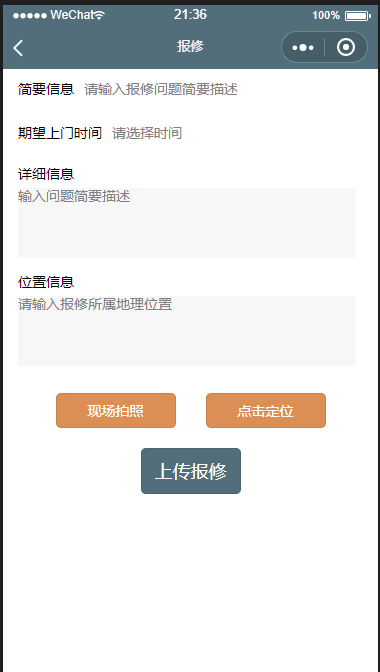 WeChat 21:36 100%
报修
简要信息 请输入报修问题简要描述
期望上门时间 请选择时间
详细信息
输入问题简要描述
位置信息
请输入报修所属地理位置
现场拍照 点击定位
上传报修